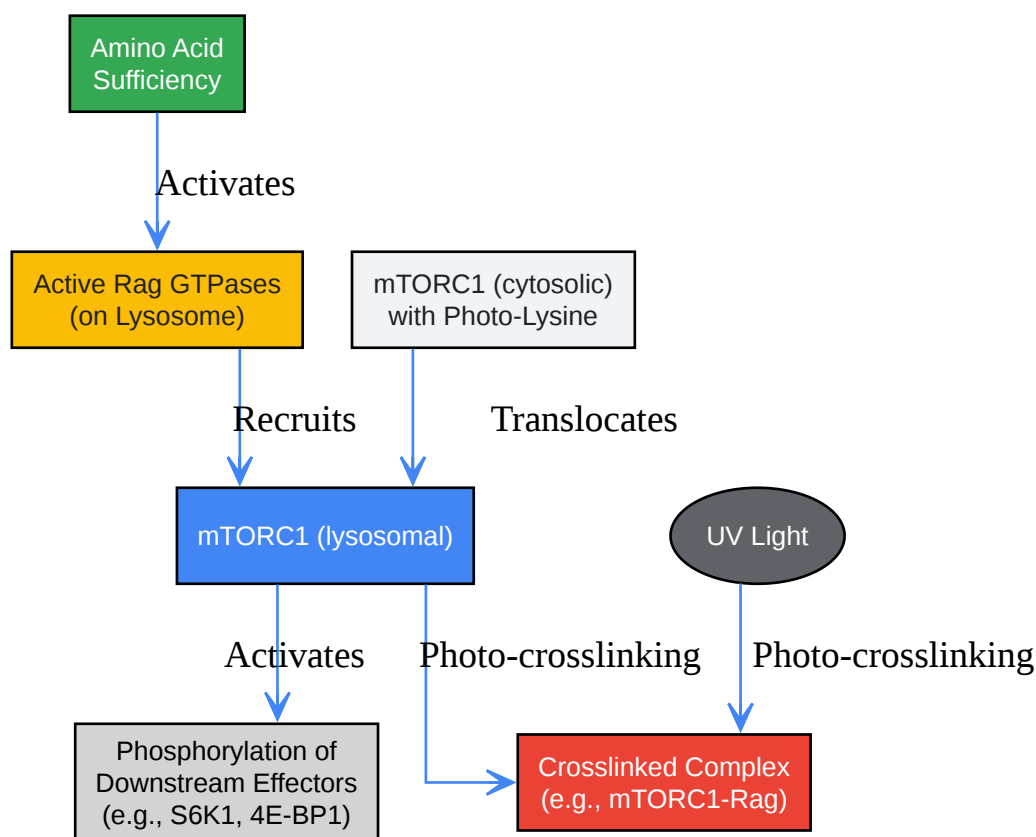 Amino Acid
Sufficiency
Activates
Active Rag GTPases
(on Lysosome)
mTORC1 (cytosolic)
with Photo-Lysine
Recruits
Translocates
mTORC1 (lysosomal)
UV Light
Activates
Photo-crosslinking
Photo-crosslinking
Phosphorylation of
Downstream Effectors
(e.g., S6K1, 4E-BP1)
Crosslinked Complex
(e.g., mTORC1-Rag)